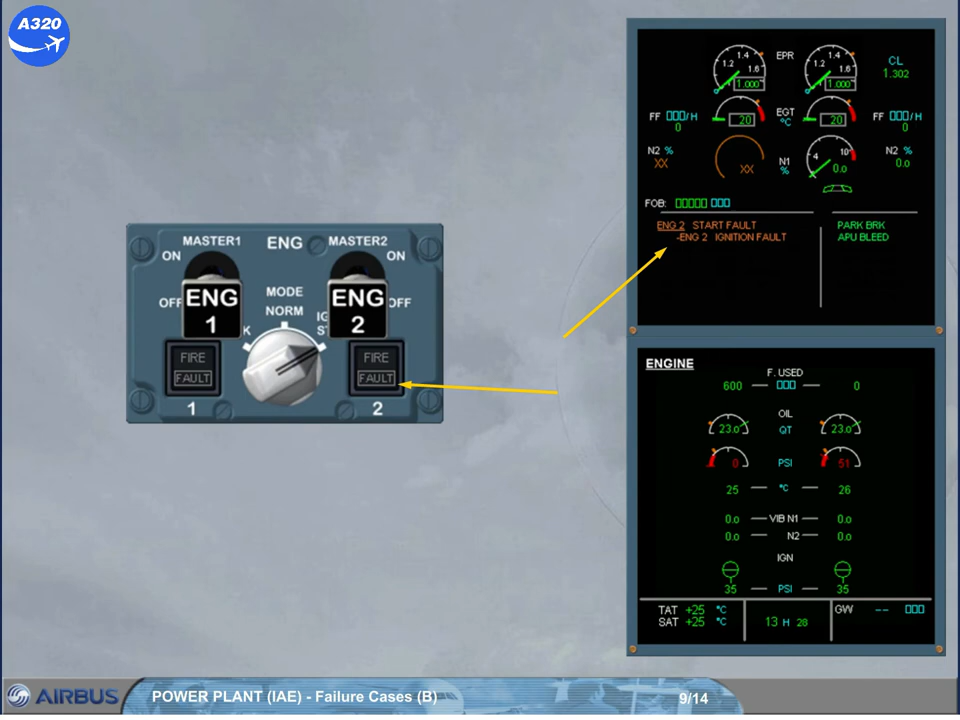 A320
MASTER1 ENG MASTER2
ON ON
OFF ENG 1 MODE NORM ENG 2 OFF
K IG
ST
FIRE FIRE
FAULT FAULT
1 2
1.4 EPR 1.4
1.2 1.6 1.2 1.6 CL
1.000 1.000 1.302
FF /H EGT FF /H
0 20 °C 20 0
N2 % N1 4 10 N2 %
XX XX % 0.0 0.0
FOB:
ENG 2 START FAULT PARK BRK
-ENG 2 IGNITION FAULT APU BLEED
ENGINE
F. USED
600 0
OIL
23.0 QT 23.0
0 PSI 51
25 °C 26
0.0 VIB N1 0.0
0.0 N2 0.0
IGN
35 PSI 35
TAT +25 °C GW --
SAT +25 °C 13 H 28
AIRBUS POWER PLANT (IAE) - Failure Cases (B) 9/14